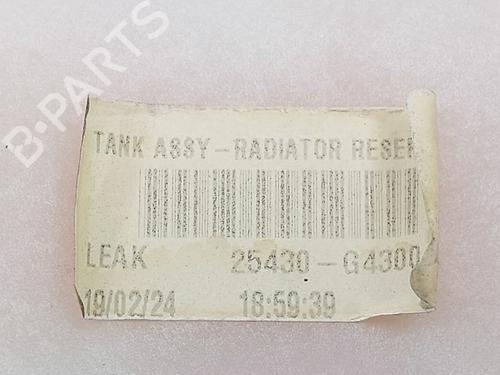 B-PARTS
TANK ASSY-RADIATOR RESER
LEAK 25430-G4300
19/02/24 18:59:39